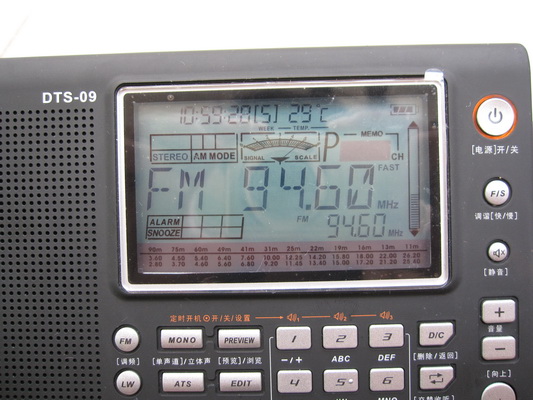 DTS-09
10:59:28[5] 29℃
WEEK TEMP.
STEREO AM MODE
SIGNAL SCALE
P
MEMO
CH
FAST
FM 94.60 MHz
ALARM
SNOOZE
FM 94.60 MHz
90m 75m 60m 49m 41m 31m 25m 22m 19m 16m 13m 11m
[电源]开/关
F/S
调谐[快/慢]
[静音]
+
音量
−
[向上]
定时开机⊙开/关/设置
FM MONO PREVIEW 1 2 3 D/C
[调频] [单声道]/立体声 [预览]/浏览 −/+ ABC DEF [删除/返回]
LW ATS EDIT 4 5 6